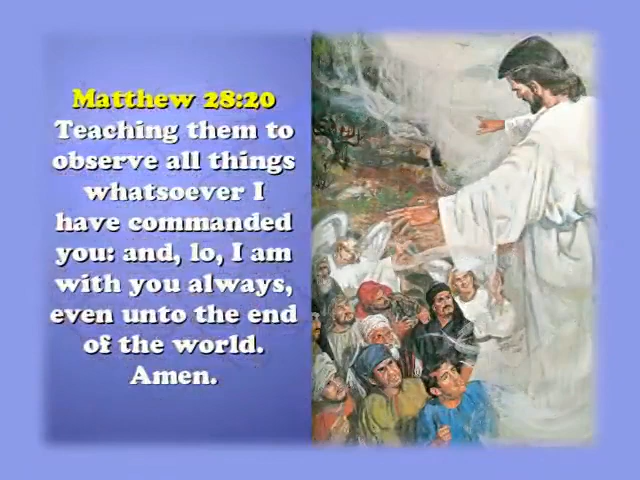 Matthew 28:20
Teaching them to
observe all things
whatsoever I
have commanded
you: and, lo, I am
with you always,
even unto the end
of the world.
Amen.